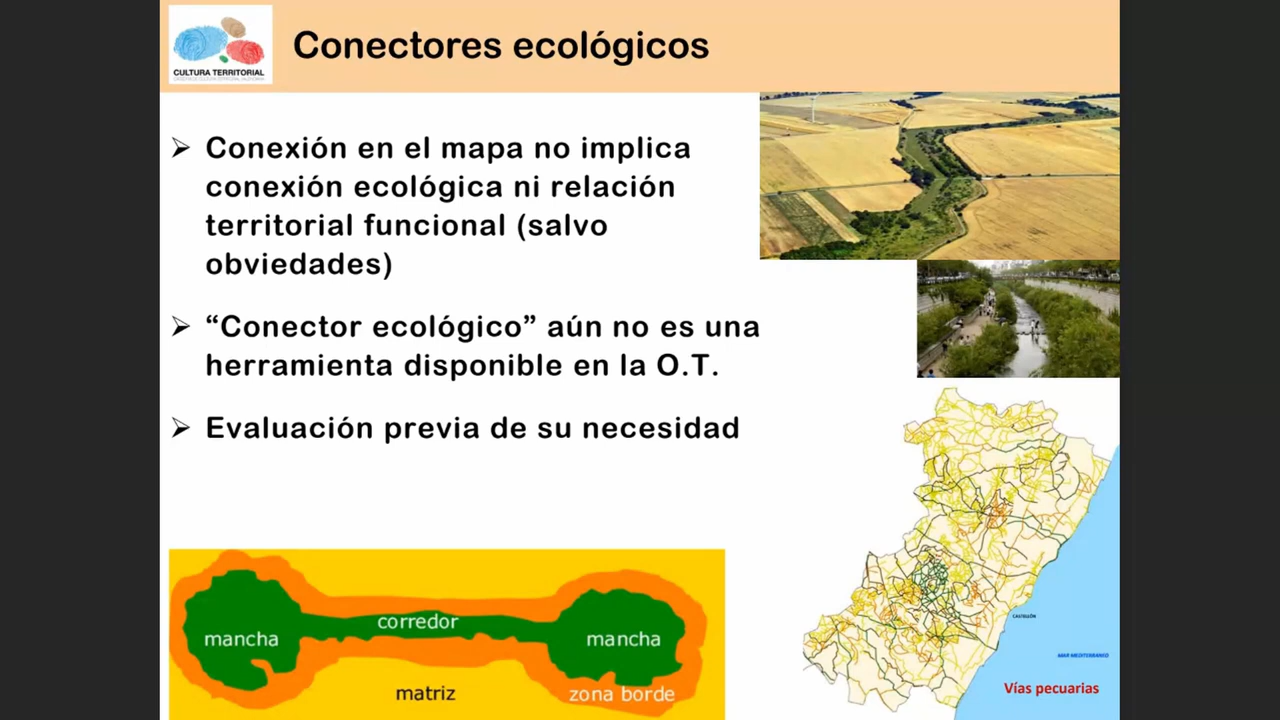 Conectores ecológicos
CULTURA TERRITORIAL
➢ Conexión en el mapa no implica
conexión ecológica ni relación
territorial funcional (salvo
obviedades)
➢ “Conector ecológico” aún no es una
herramienta disponible en la O.T.
➢ Evaluación previa de su necesidad
corredor
mancha
mancha
matriz
zona borde
CASTELLÓN
MAR MEDITERRANEO
Vías pecuarias